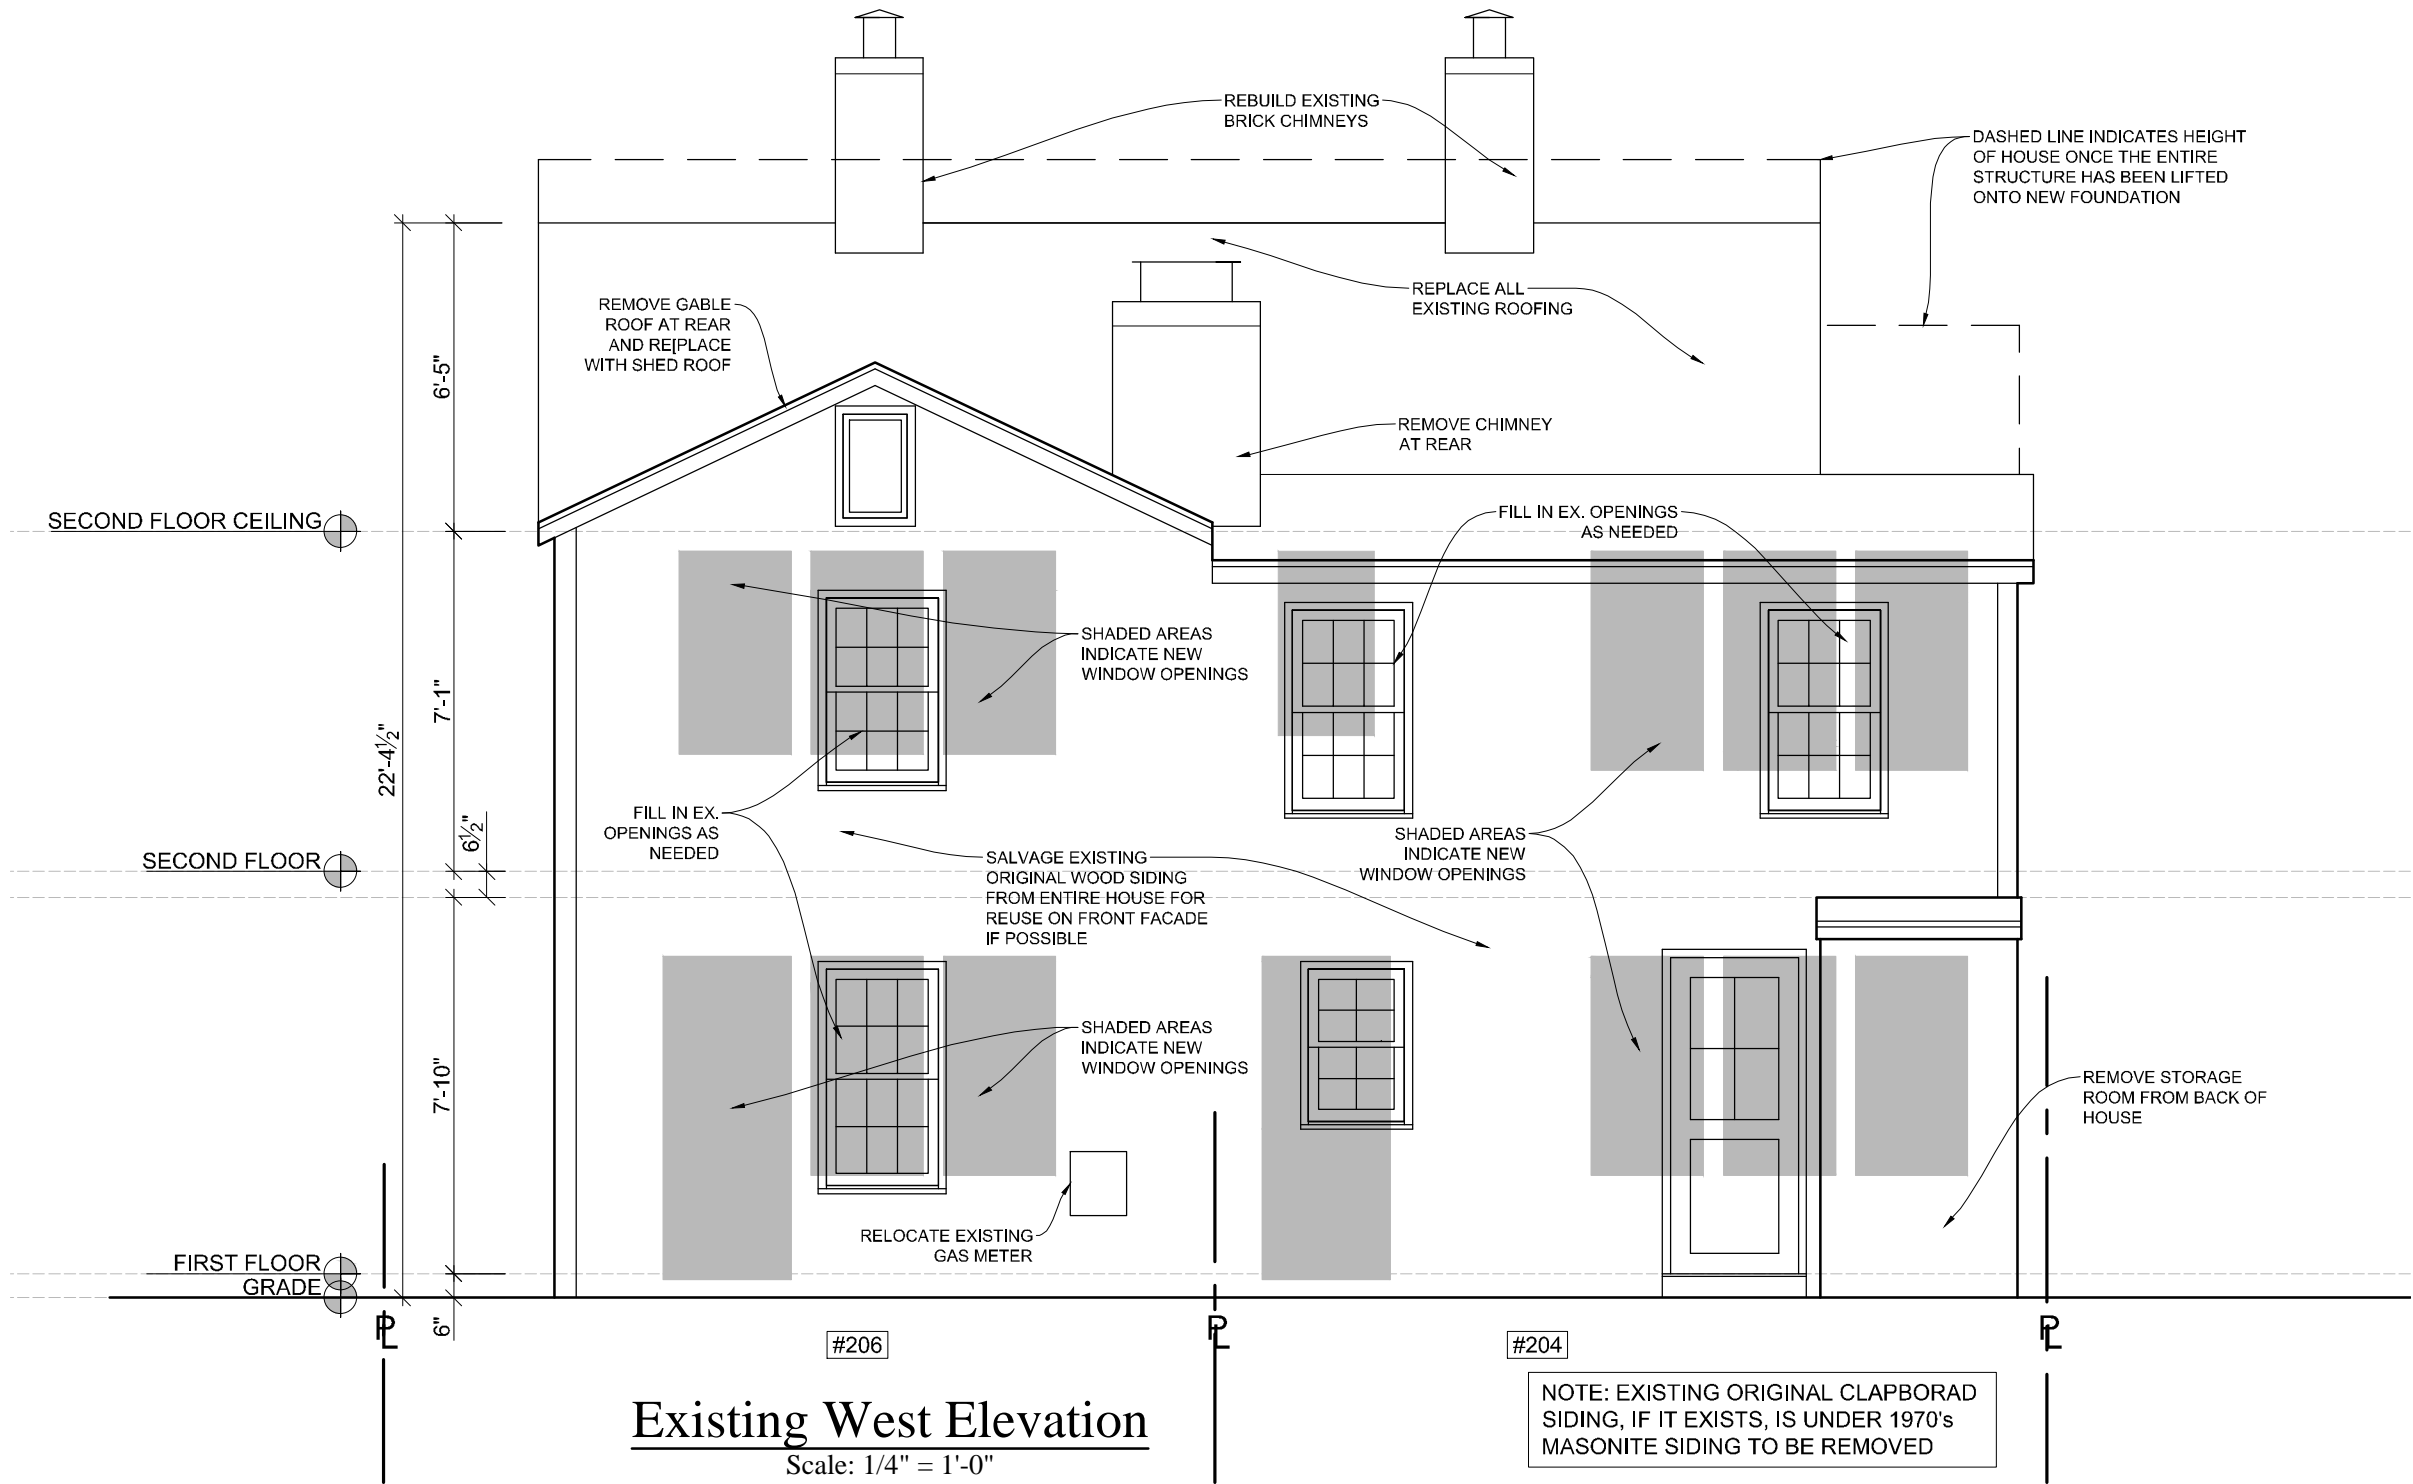 REBUILD EXISTING
BRICK CHIMNEYS
DASHED LINE INDICATES HEIGHT
OF HOUSE ONCE THE ENTIRE
STRUCTURE HAS BEEN LIFTED
ONTO NEW FOUNDATION
REMOVE GABLE
ROOF AT REAR
AND RE[PLACE
WITH SHED ROOF
REPLACE ALL
EXISTING ROOFING
6'-5"
REMOVE CHIMNEY
AT REAR
SECOND FLOOR CEILING
FILL IN EX. OPENINGS
AS NEEDED
SHADED AREAS
INDICATE NEW
WINDOW OPENINGS
7'-1"
22'-4½"
FILL IN EX.
OPENINGS AS
NEEDED
6½"
SHADED AREAS
INDICATE NEW
WINDOW OPENINGS
SECOND FLOOR
SALVAGE EXISTING
ORIGINAL WOOD SIDING
FROM ENTIRE HOUSE FOR
REUSE ON FRONT FACADE
IF POSSIBLE
SHADED AREAS
INDICATE NEW
WINDOW OPENINGS
7'-10"
REMOVE STORAGE
ROOM FROM BACK OF
HOUSE
RELOCATE EXISTING
GAS METER
FIRST FLOOR
GRADE
6"
PL
PL
PL
#206
#204
Existing West Elevation
Scale: 1/4" = 1'-0"
NOTE: EXISTING ORIGINAL CLAPBORAD
SIDING, IF IT EXISTS, IS UNDER 1970's
MASONITE SIDING TO BE REMOVED